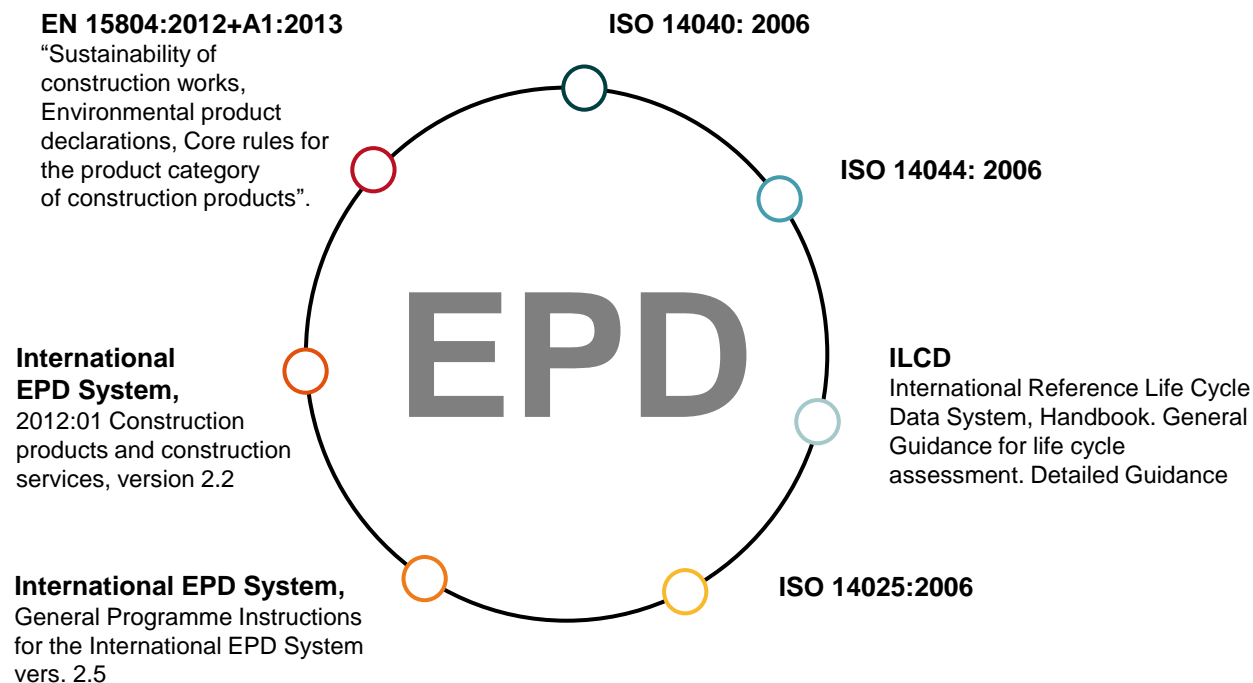 EN 15804:2012+A1:2013
“Sustainability of
construction works,
Environmental product
declarations, Core rules for
the product category
of construction products”.
ISO 14040: 2006
ISO 14044: 2006
EPD
International
EPD System,
2012:01 Construction
products and construction
services, version 2.2
ILCD
International Reference Life Cycle
Data System, Handbook. General
Guidance for life cycle
assessment. Detailed Guidance
International EPD System,
General Programme Instructions
for the International EPD System
vers. 2.5
ISO 14025:2006